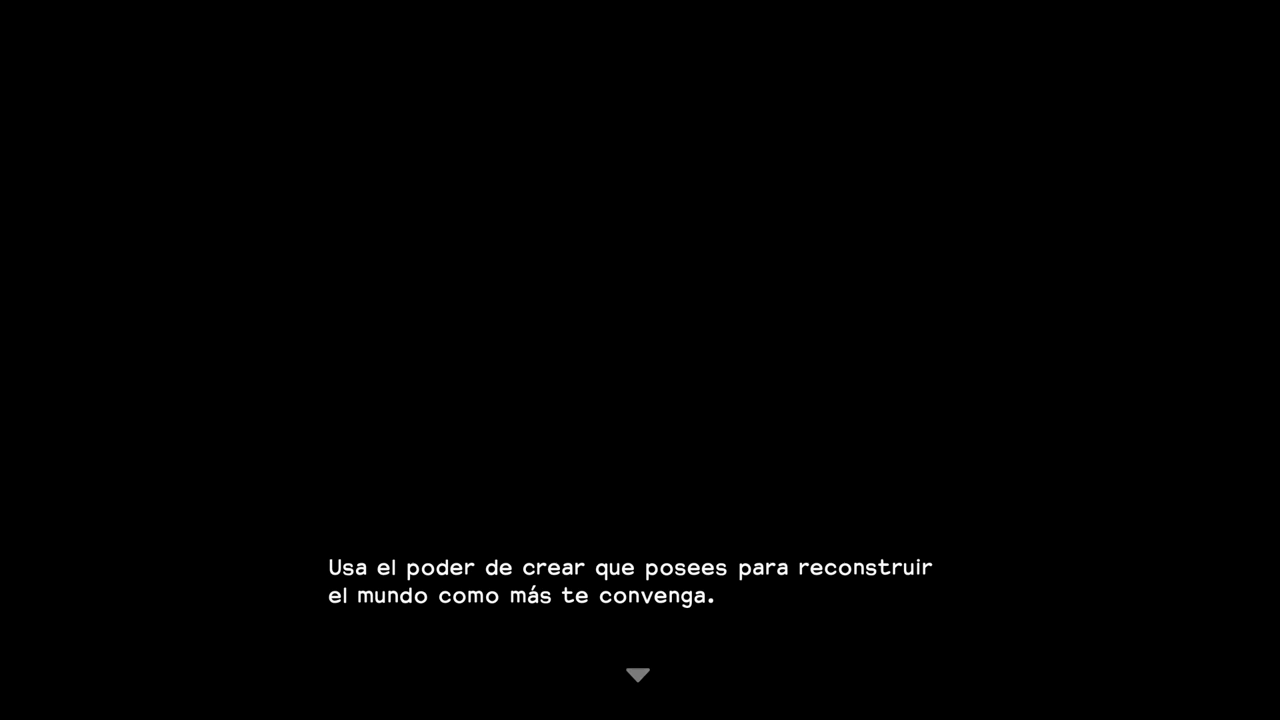 Usa el poder de crear que posees para reconstruir
el mundo como más te convenga.